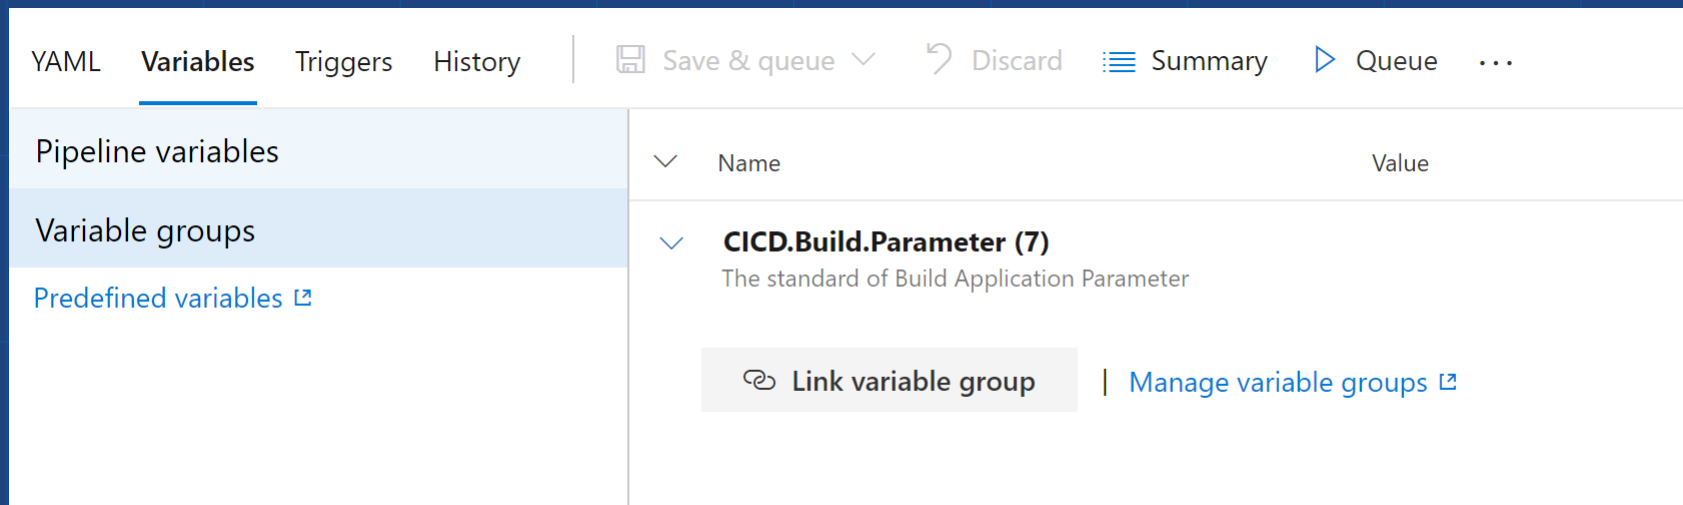 YAML Variables Triggers History Save & queue Discard Summary Queue ...
Pipeline variables
Variable groups
Predefined variables
Name Value
CICD.Build.Parameter (7)
The standard of Build Application Parameter
Link variable group | Manage variable groups